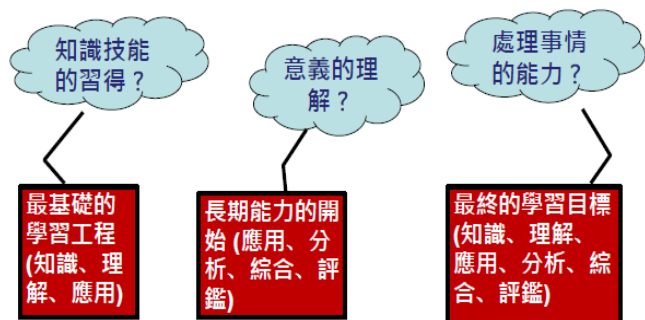 知識技能
的習得？
意義的理
解？
處理事情
的能力？
最基礎的
學習工程
(知識、理
解、應用)
長期能力的開
始 (應用、分
析、綜合、評
鑑)
最終的學習目標
(知識、理解、
應用、分析、綜
合、評鑑)